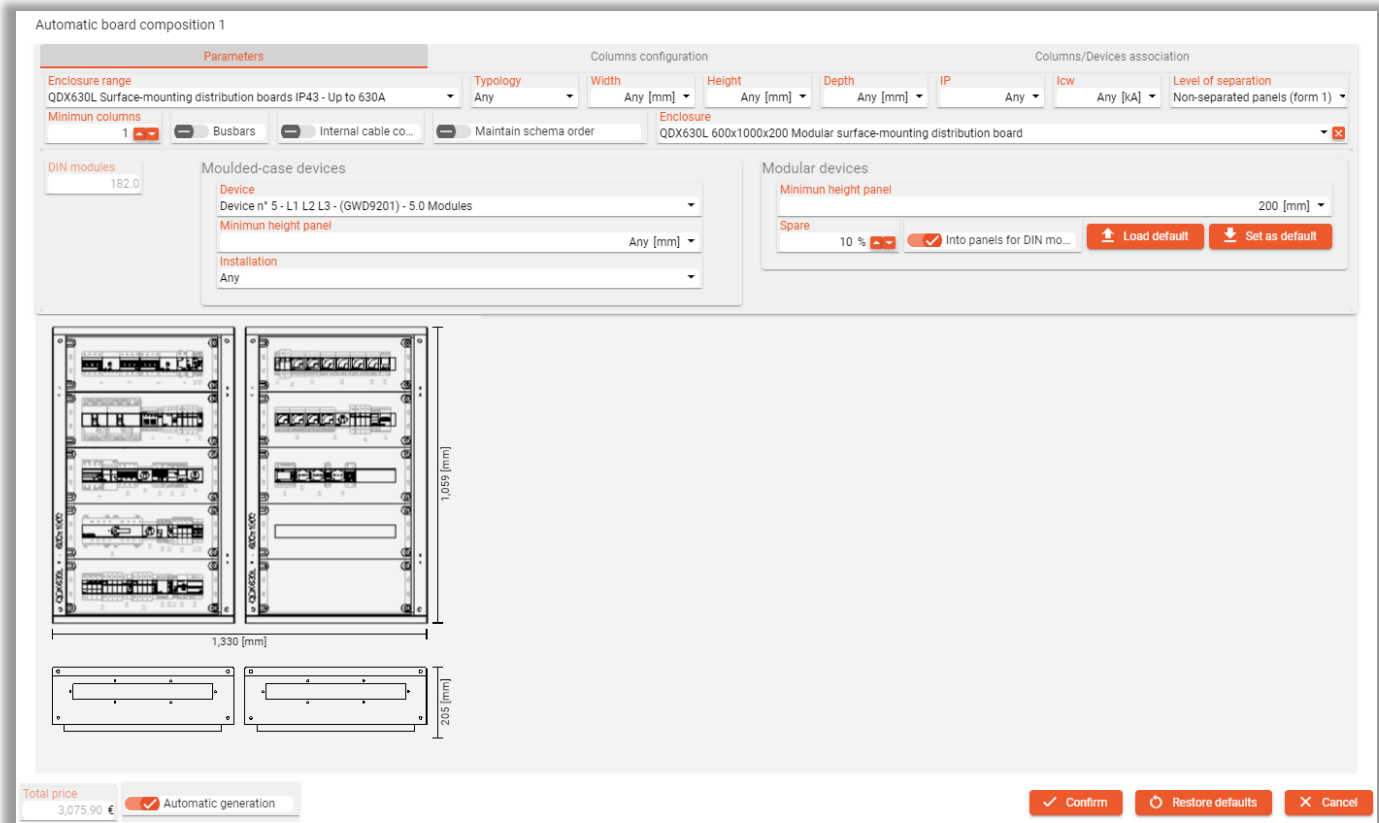 Automatic board composition 1
Parameters Columns configuration Columns/Devices association
Enclosure range Typology Width Height Depth IP Icw Level of separation
QDX630L Surface-mounting distribution boards IP43 - Up to 630A Any Any [mm] Any [mm] Any [mm] Any Any [kA] Non-separated panels (form 1)
Minimun columns Enclosure
1 Busbars Internal cable co... Maintain schema order QDX630L 600x1000x200 Modular surface-mounting distribution board
DIN modules Moulded-case devices Modular devices
182.0
Device Minimun height panel
Device n° 5 - L1 L2 L3 - (GWD9201) - 5.0 Modules 200 [mm]
Minimun height panel Spare
Any [mm] 10 % Into panels for DIN mo... Load default Set as default
Installation
Any
1,059 [mm]
QDX630L - 600x1000 QDX630L - 600x1000
1,330 [mm]
205 [mm]
Total price
3,075.90 € Automatic generation Confirm Restore defaults Cancel